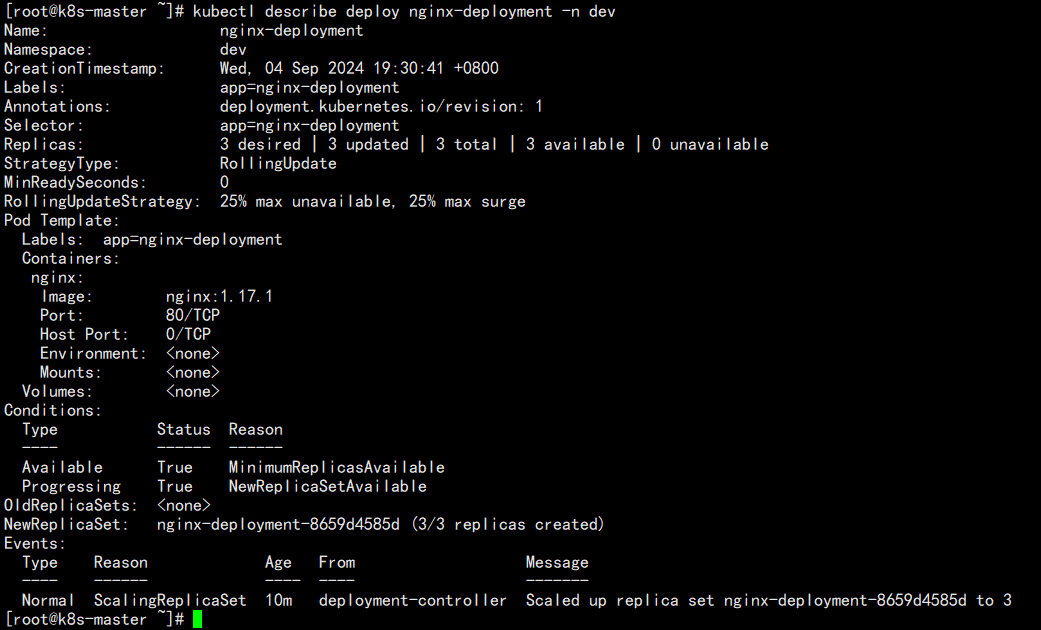 [root@k8s-master ~]# kubectl describe deploy nginx-deployment -n dev
Name:                   nginx-deployment
Namespace:              dev
CreationTimestamp:      Wed, 04 Sep 2024 19:30:41 +0800
Labels:                 app=nginx-deployment
Annotations:            deployment.kubernetes.io/revision: 1
Selector:               app=nginx-deployment
Replicas:               3 desired | 3 updated | 3 total | 3 available | 0 unavailable
StrategyType:           RollingUpdate
MinReadySeconds:        0
RollingUpdateStrategy:  25% max unavailable, 25% max surge
Pod Template:
  Labels:  app=nginx-deployment
  Containers:
   nginx:
    Image:        nginx:1.17.1
    Port:         80/TCP
    Host Port:    0/TCP
    Environment:  <none>
    Mounts:       <none>
  Volumes:        <none>
Conditions:
  Type           Status  Reason
  ----           ------  ------
  Available      True    MinimumReplicasAvailable
  Progressing    True    NewReplicaSetAvailable
OldReplicaSets:  <none>
NewReplicaSet:   nginx-deployment-8659d4585d (3/3 replicas created)
Events:
  Type    Reason             Age   From                   Message
  ----    ------             ----  ----                   -------
  Normal  ScalingReplicaSet  10m   deployment-controller  Scaled up replica set nginx-deployment-8659d4585d to 3
[root@k8s-master ~]#